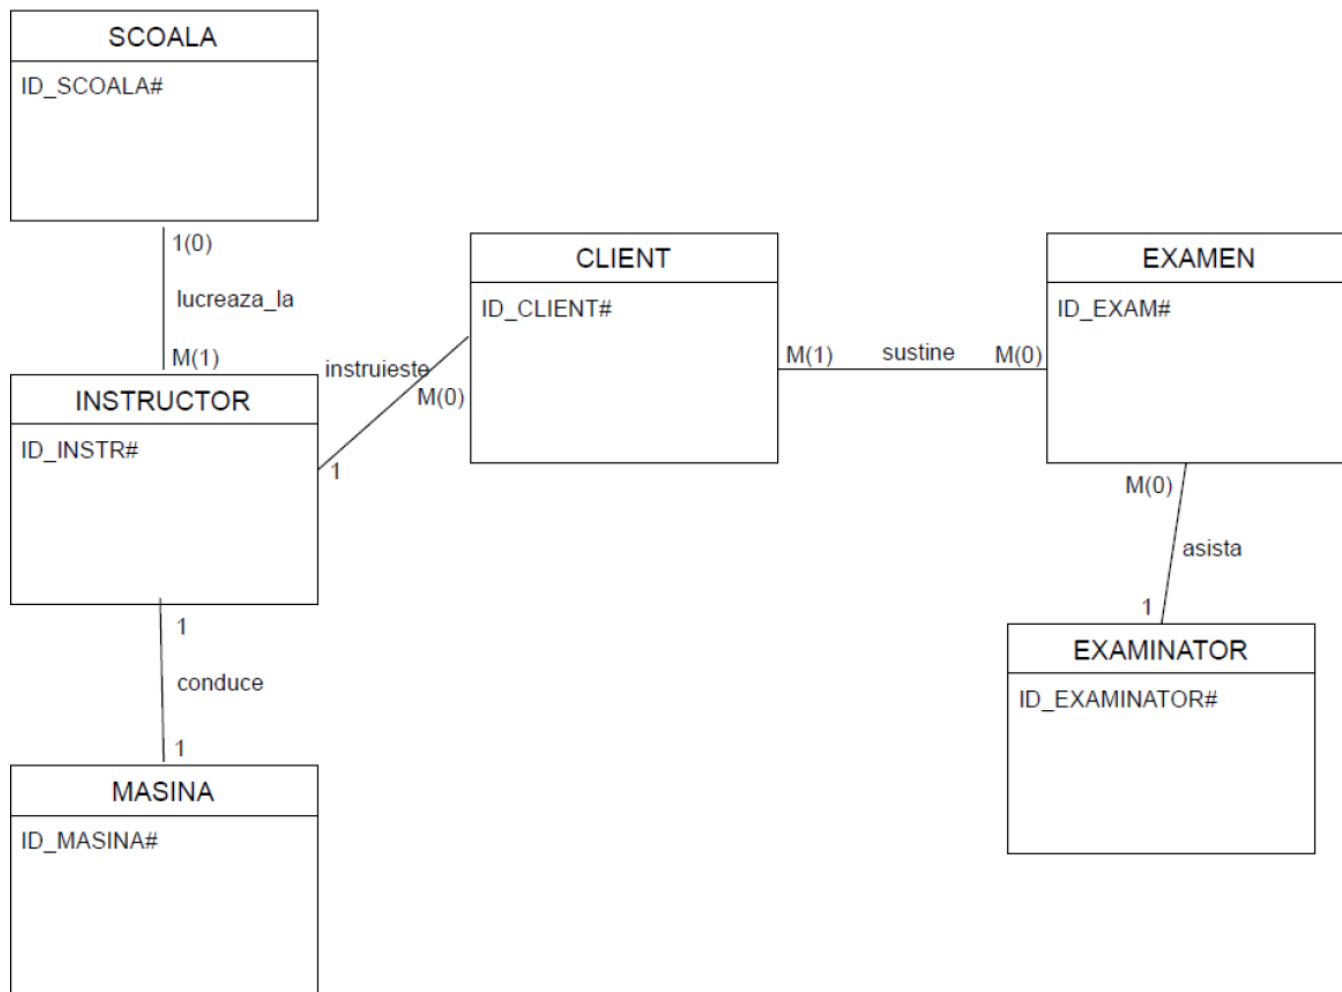 SCOALA
ID_SCOALA#
1(0)
lucreaza_la
M(1)
INSTRUCTOR
ID_INSTR#
instruieste
M(0)
1
CLIENT
ID_CLIENT#
M(1)
sustine
M(0)
EXAMEN
ID_EXAM#
M(0)
asista
1
EXAMINATOR
ID_EXAMINATOR#
1
conduce
1
MASINA
ID_MASINA#